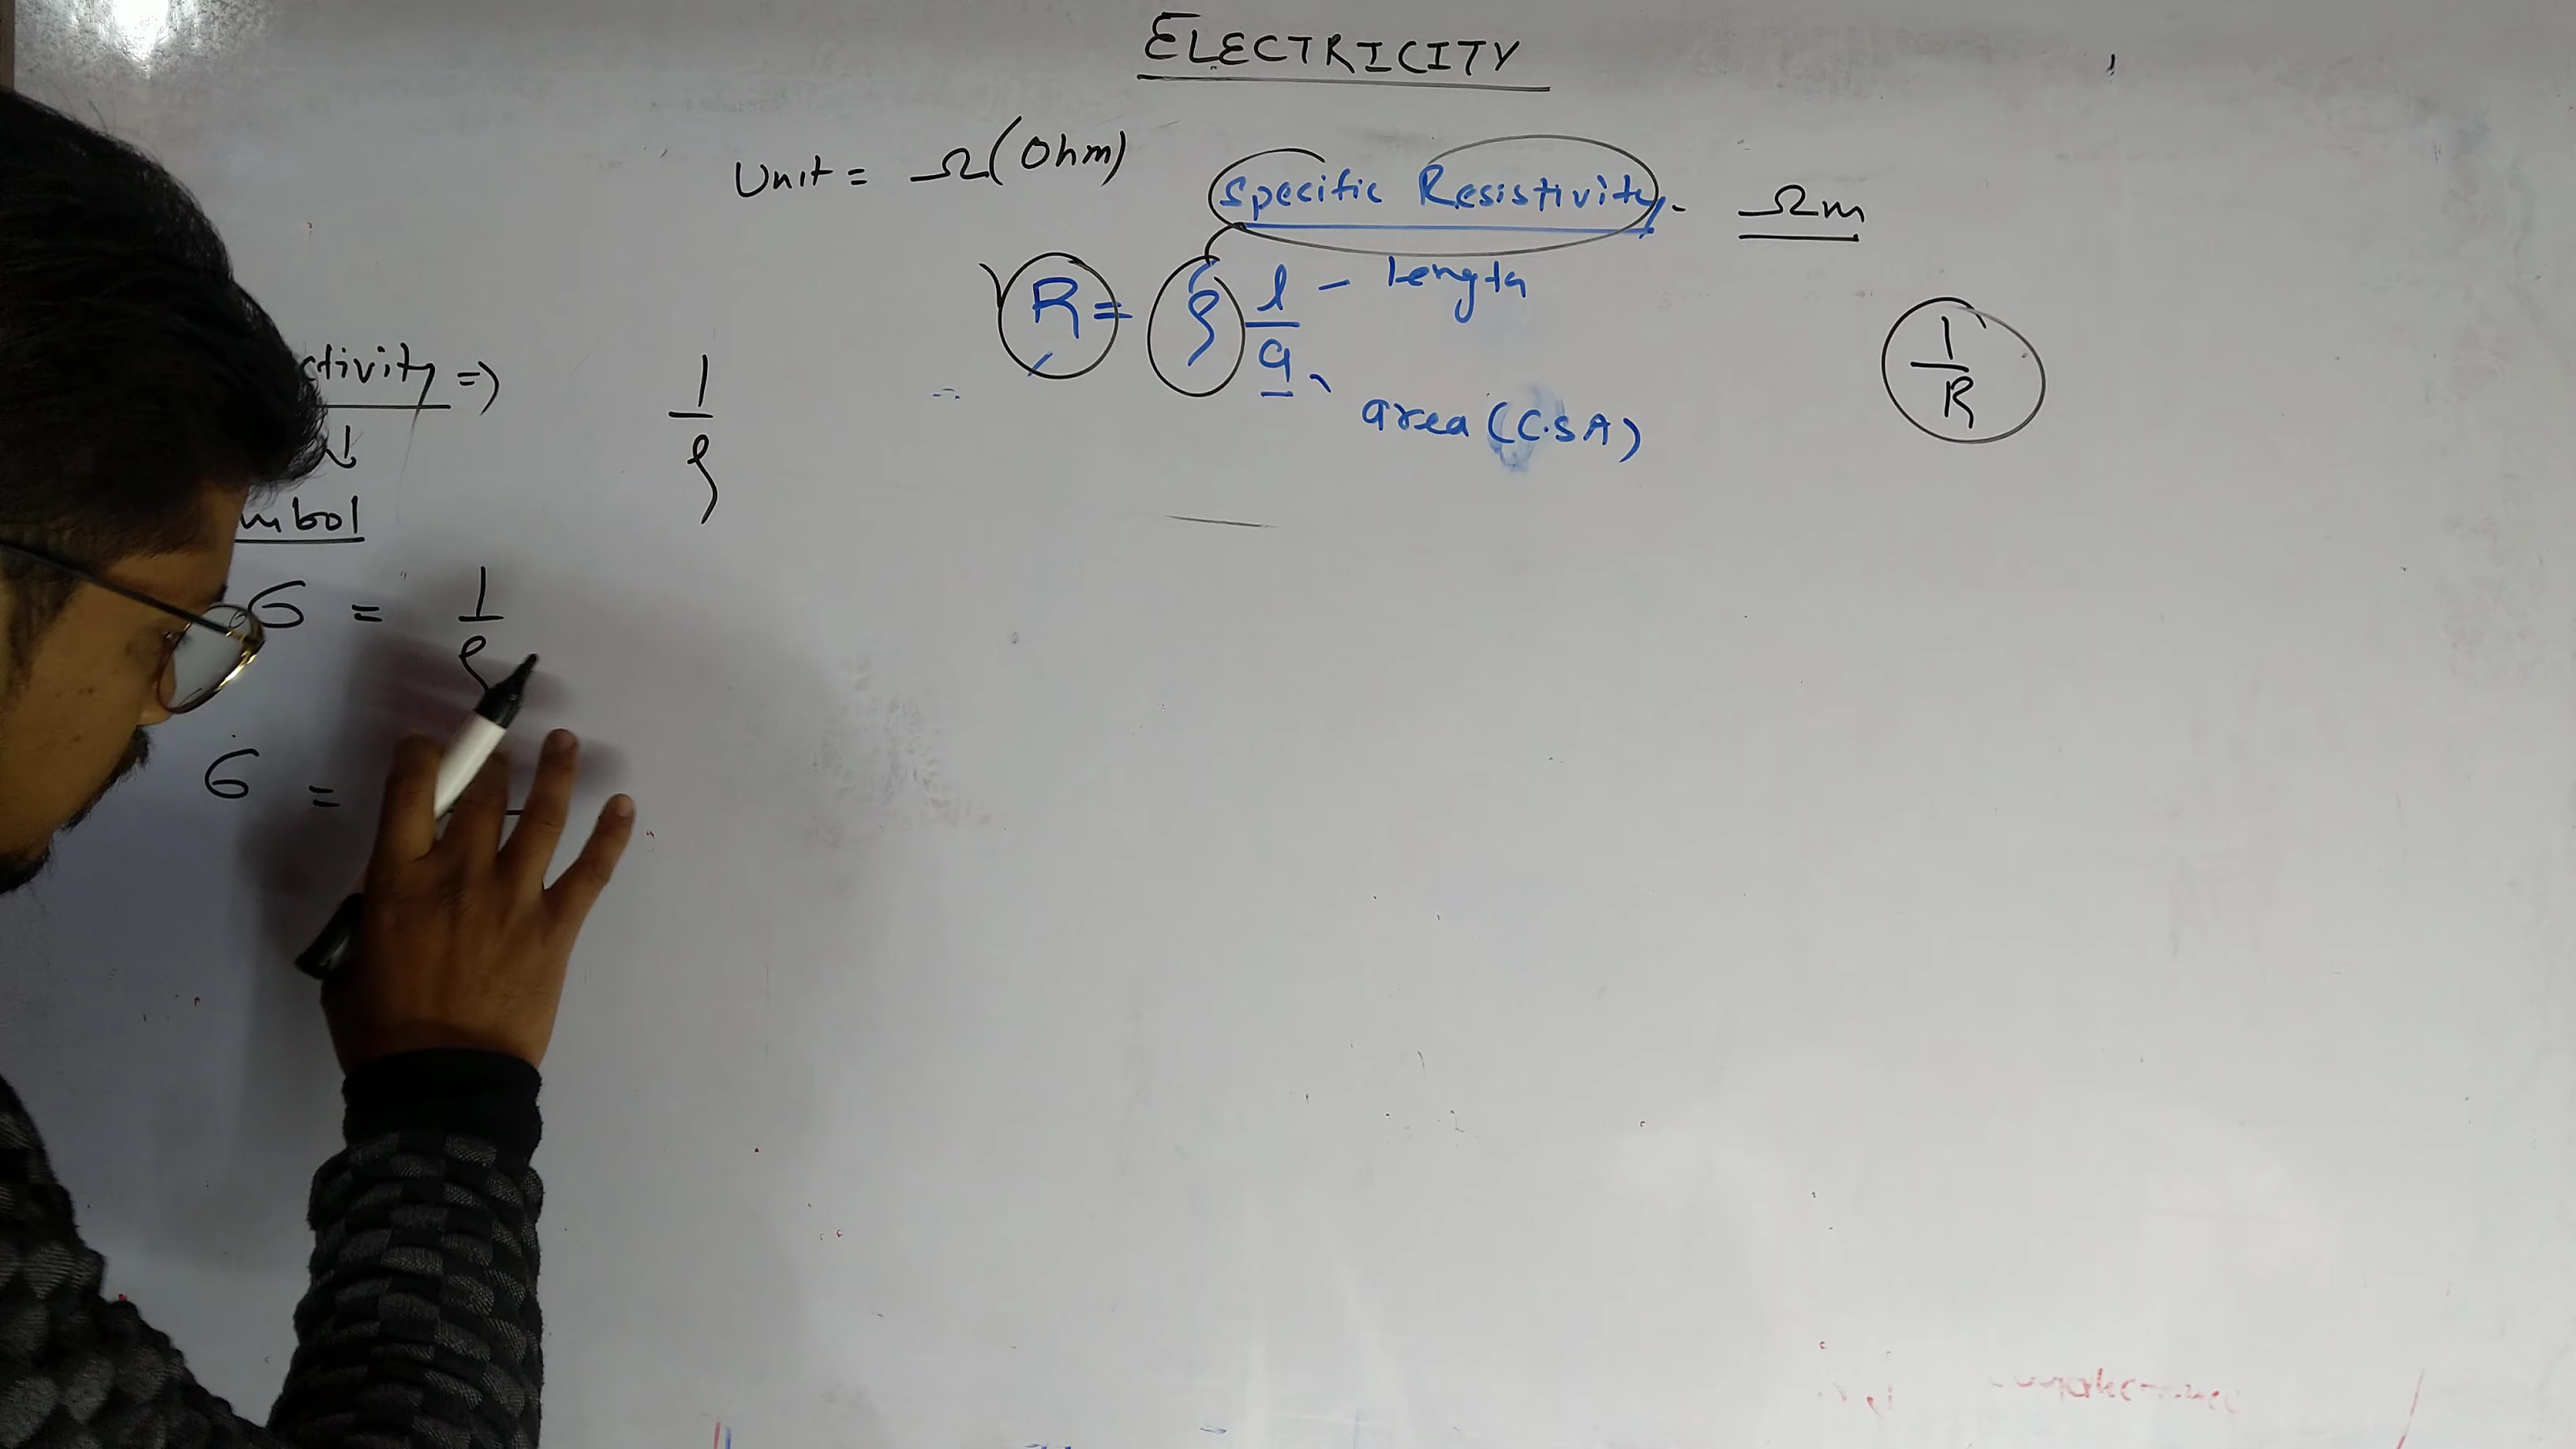 ELECTRICITY
Unit = Ω (Ohm)
Specific Resistivity - Ωm
R = ρ l/a
- Length
area (C.S.A)
1/R
ctivity => 1/ρ
↓
mbol
σ = 1/ρ
σ =